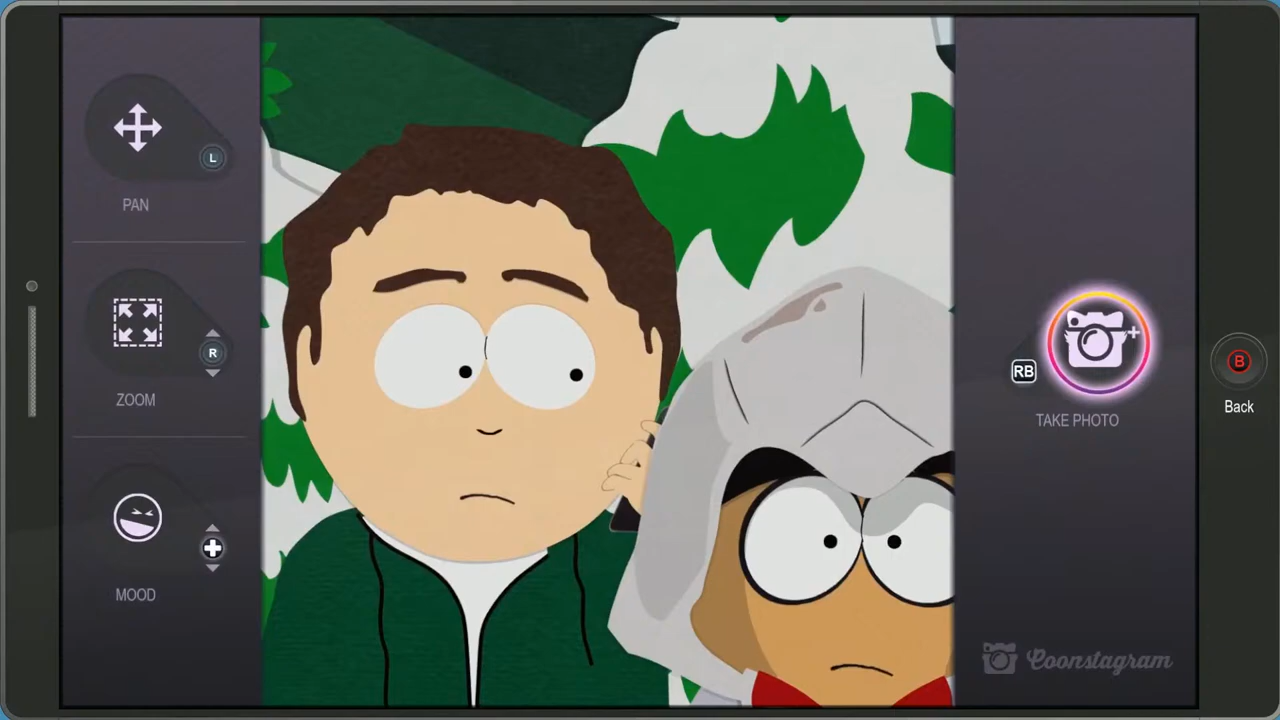 L
PAN
R
ZOOM
MOOD
RB
TAKE PHOTO
B
Back
Coonstagram